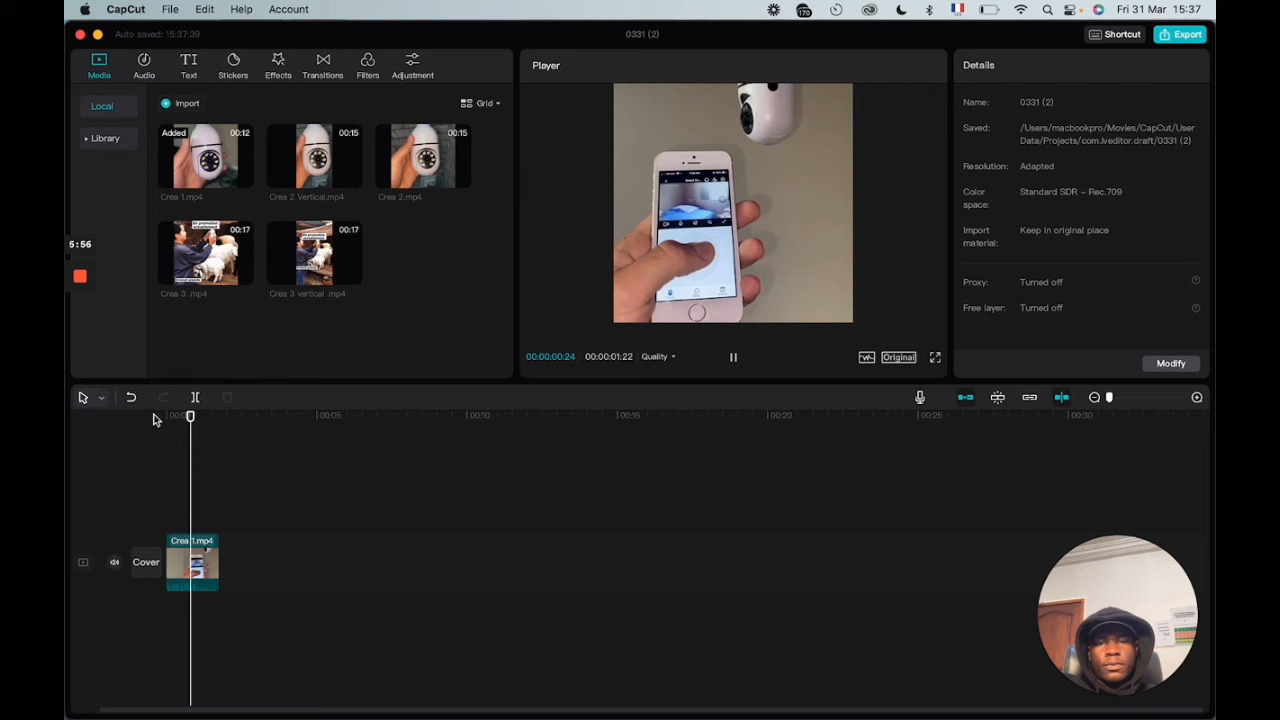 CapCut File Edit Help Account 170 Fri 31 Mar 15:37
Auto saved: 15:37:39 0331 (2) Shortcut Export
Media Audio Text Stickers Effects Transitions Filters Adjustment
Player
Details
Local
Library
Import
Grid
Added 00:12
00:15
00:15
Crea 1.mp4
Crea 2 Vertical.mp4
Crea 2.mp4
00:17
00:17
Crea 3 .mp4
Crea 3 vertical .mp4
5:56
Name: 0331 (2)
Saved: /Users/macbookpro/Movies/CapCut/User
Data/Projects/com.lveditor.draft/0331 (2)
Resolution: Adapted
Color
space: Standard SDR – Rec.709
Import
material: Keep in original place
Proxy: Turned off
Free layer: Turned off
Modify
00:00:00:24 00:00:01:22 Quality Original
00:05 00:10 00:15 00:20 00:25 00:30
Crea 1.mp4
Cover